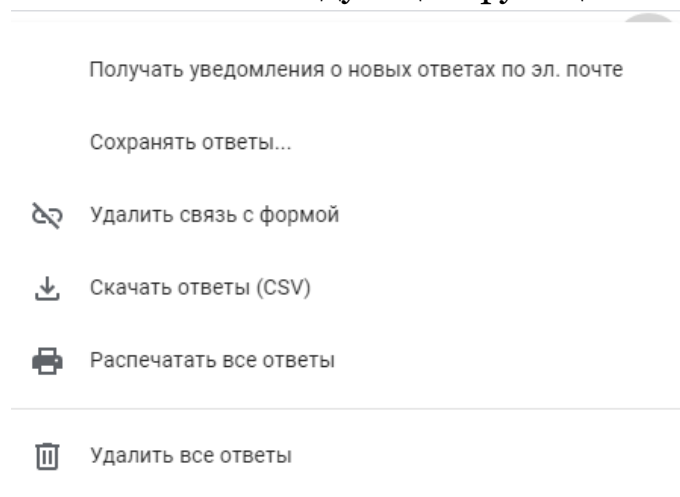 Получать уведомления о новых ответах по эл. почте
Сохранять ответы...
Удалить связь с формой
Скачать ответы (CSV)
Распечатать все ответы
Удалить все ответы